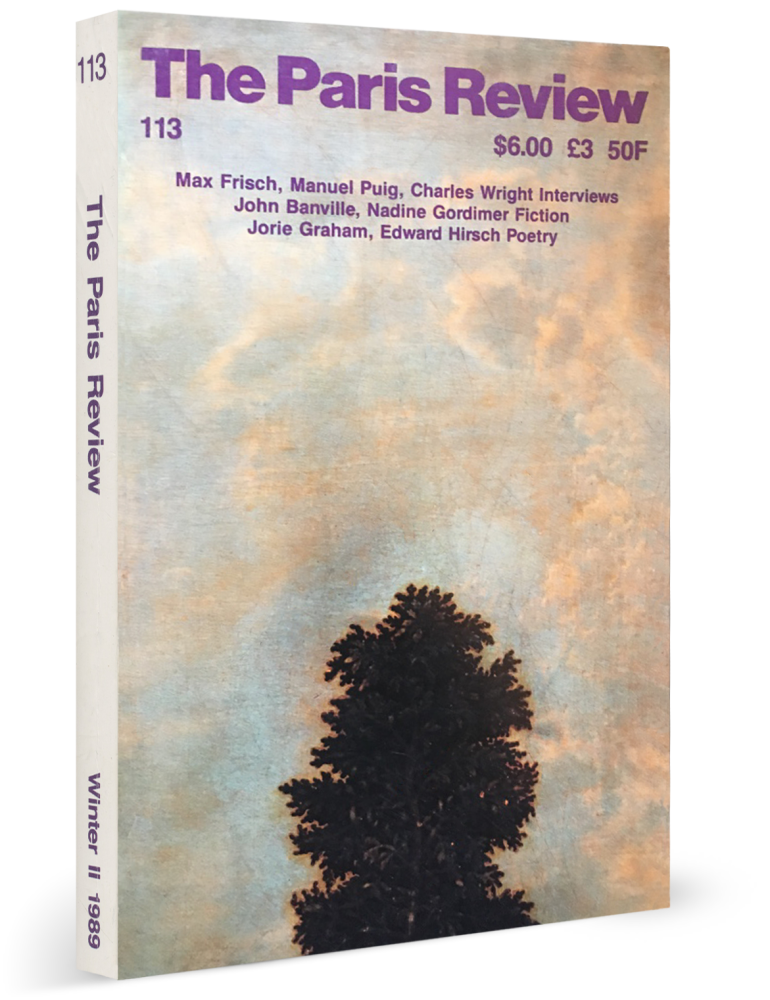 113
The Paris Review
Winter II 1989
The Paris Review
113
$6.00 £3 50F
Max Frisch, Manuel Puig, Charles Wright Interviews
John Banville, Nadine Gordimer Fiction
Jorie Graham, Edward Hirsch Poetry